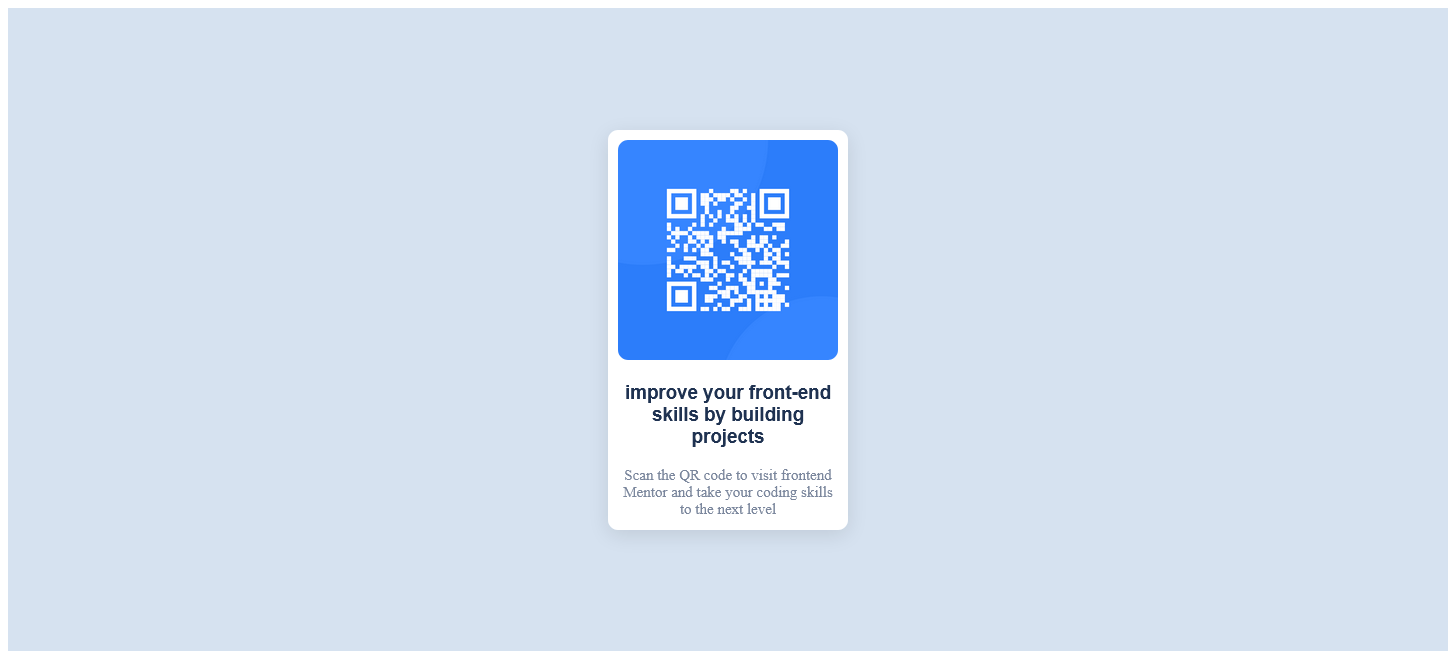 improve your front-end
skills by building
projects
Scan the QR code to visit frontend
Mentor and take your coding skills
to the next level